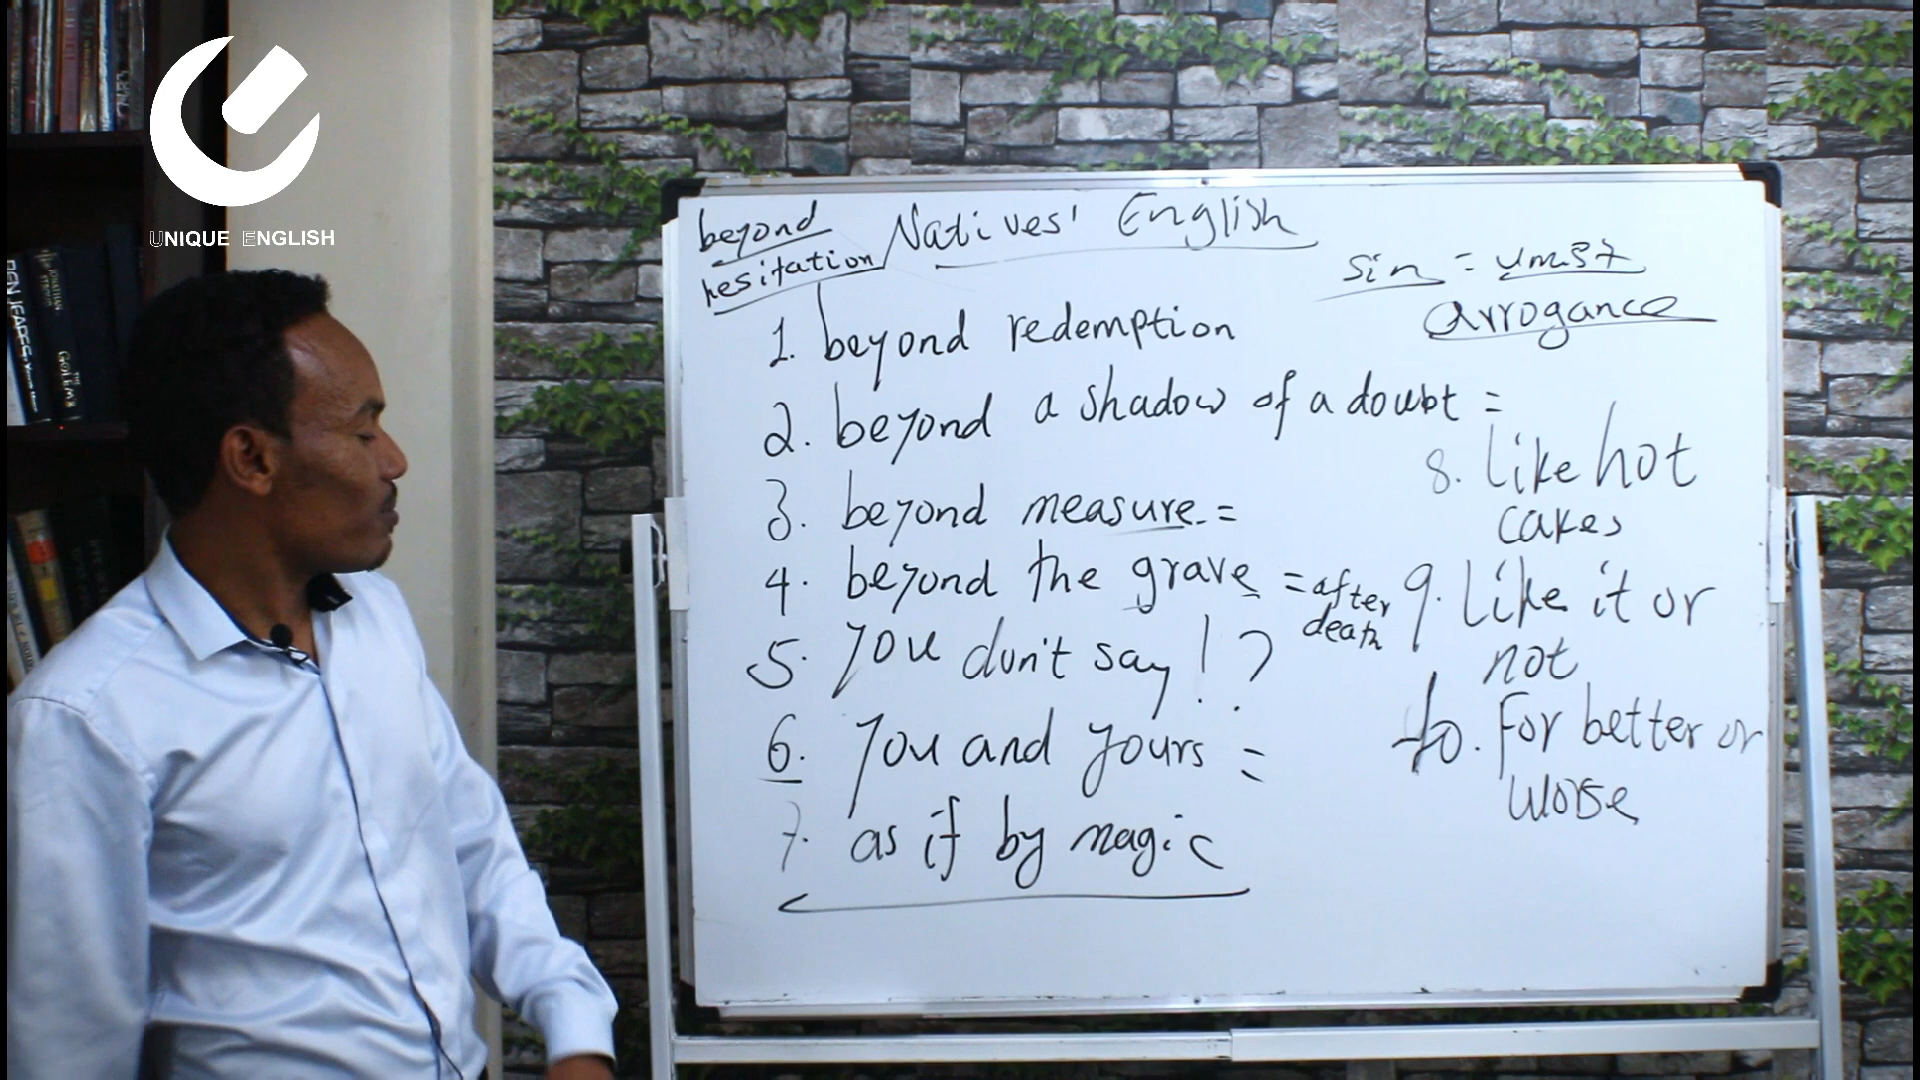 UNIQUE ENGLISH
beyond
hesitation
Natives' English
sin =
arrogance
1. beyond redemption
2. beyond a shadow of a doubt =
3. beyond measure =
4. beyond the grave = after
death
5. you don't say!?
6. you and yours =
7. as if by magic
8. like hot
cakes
9. Like it or
not
10. For better or
worse
GOLEM